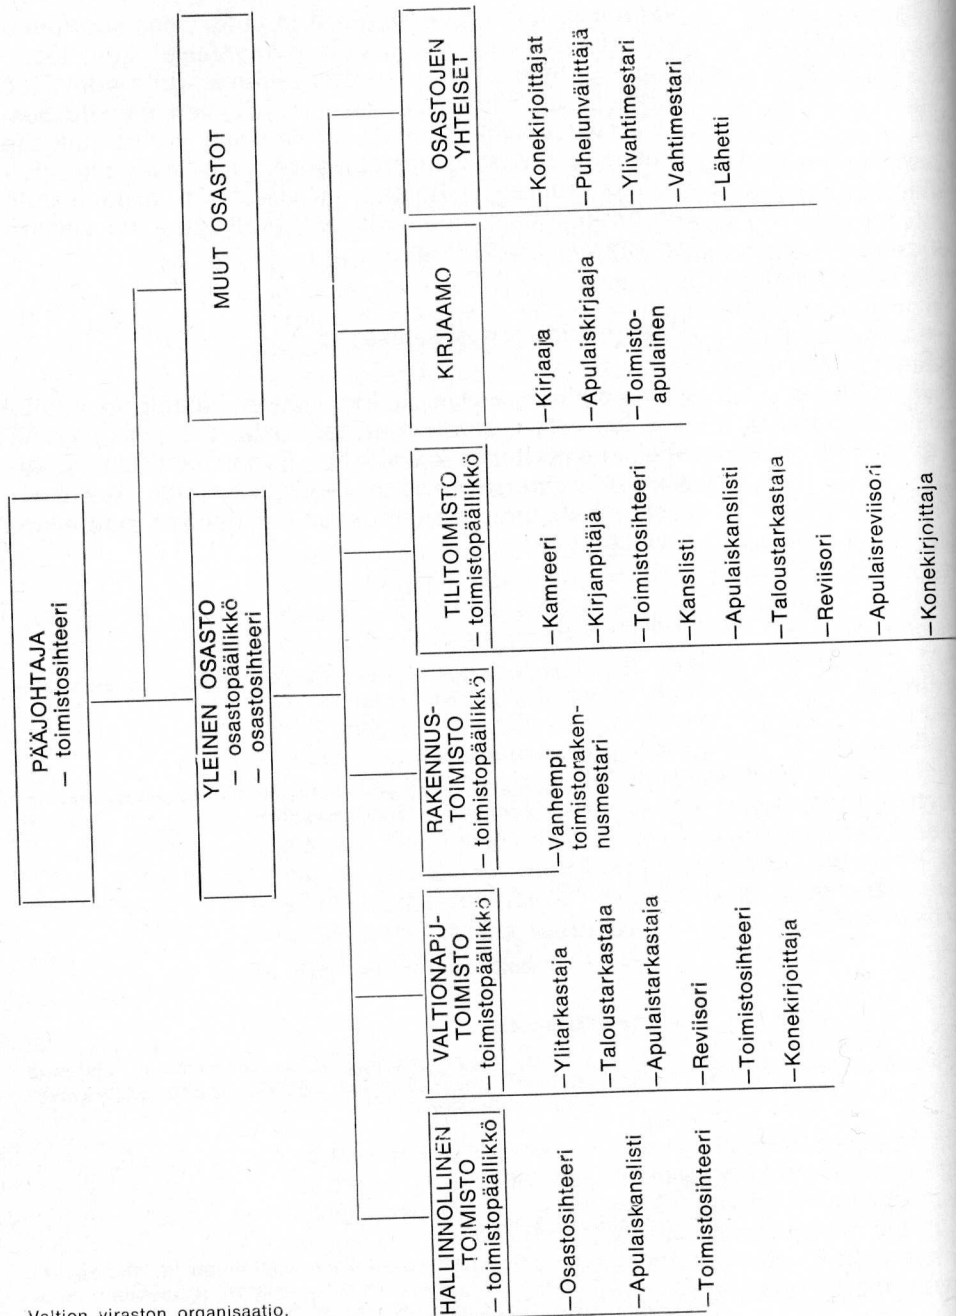 PÄÄJOHTAJA
— toimistosihteeri
YLEINEN OSASTO
— osastopäällikkö
— osastosihteeri
MUUT OSASTOT
HALLINNOLLINEN
TOIMISTO
— toimistopäällikkö
—Osastosihteeri
—Apulaiskanslisti
—Toimistosihteeri
VALTIONAPU-
TOIMISTO
— toimistopäällikkö
—Ylitarkastaja
—Taloustarkastaja
—Apulaistarkastaja
—Reviisori
—Toimistosihteeri
—Konekirjoittaja
RAKENNUS-
TOIMISTO
— toimistopäällikkö
—Vanhempi
toimistoraken-
nusmestari
TILITOIMISTO
— toimistopäällikkö
—Kamreeri
—Kirjanpitäjä
—Toimistosihteeri
—Kanslisti
—Apulaiskanslisti
—Taloustarkastaja
—Reviisori
—Apulaisreviisori
—Konekirjoittaja
KIRJAAMO
—Kirjaaja
—Apulaiskirjaaja
—Toimisto-
apulainen
OSASTOJEN
YHTEISET
—Konekirjoittajat
—Puhelunvälittäjä
—Ylivahtimestari
—Vahtimestari
—Lähetti
Valtion viraston organisaatio.